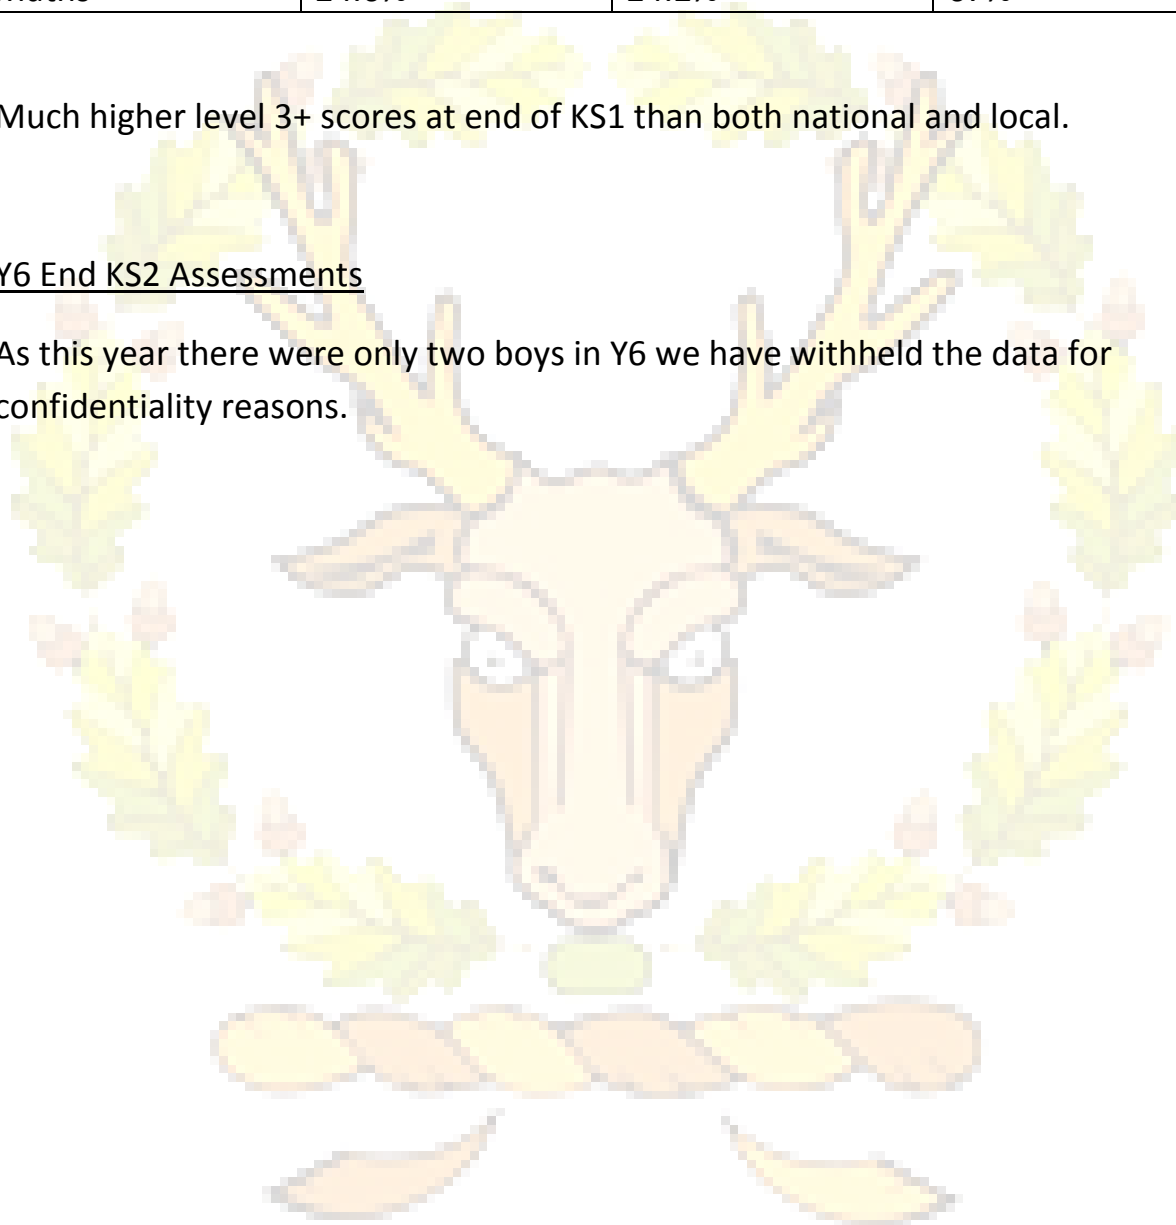 Much higher level 3+ scores at end of KS1 than both national and local.
Y6 End KS2 Assessments
As this year there were only two boys in Y6 we have withheld the data for
confidentiality reasons.